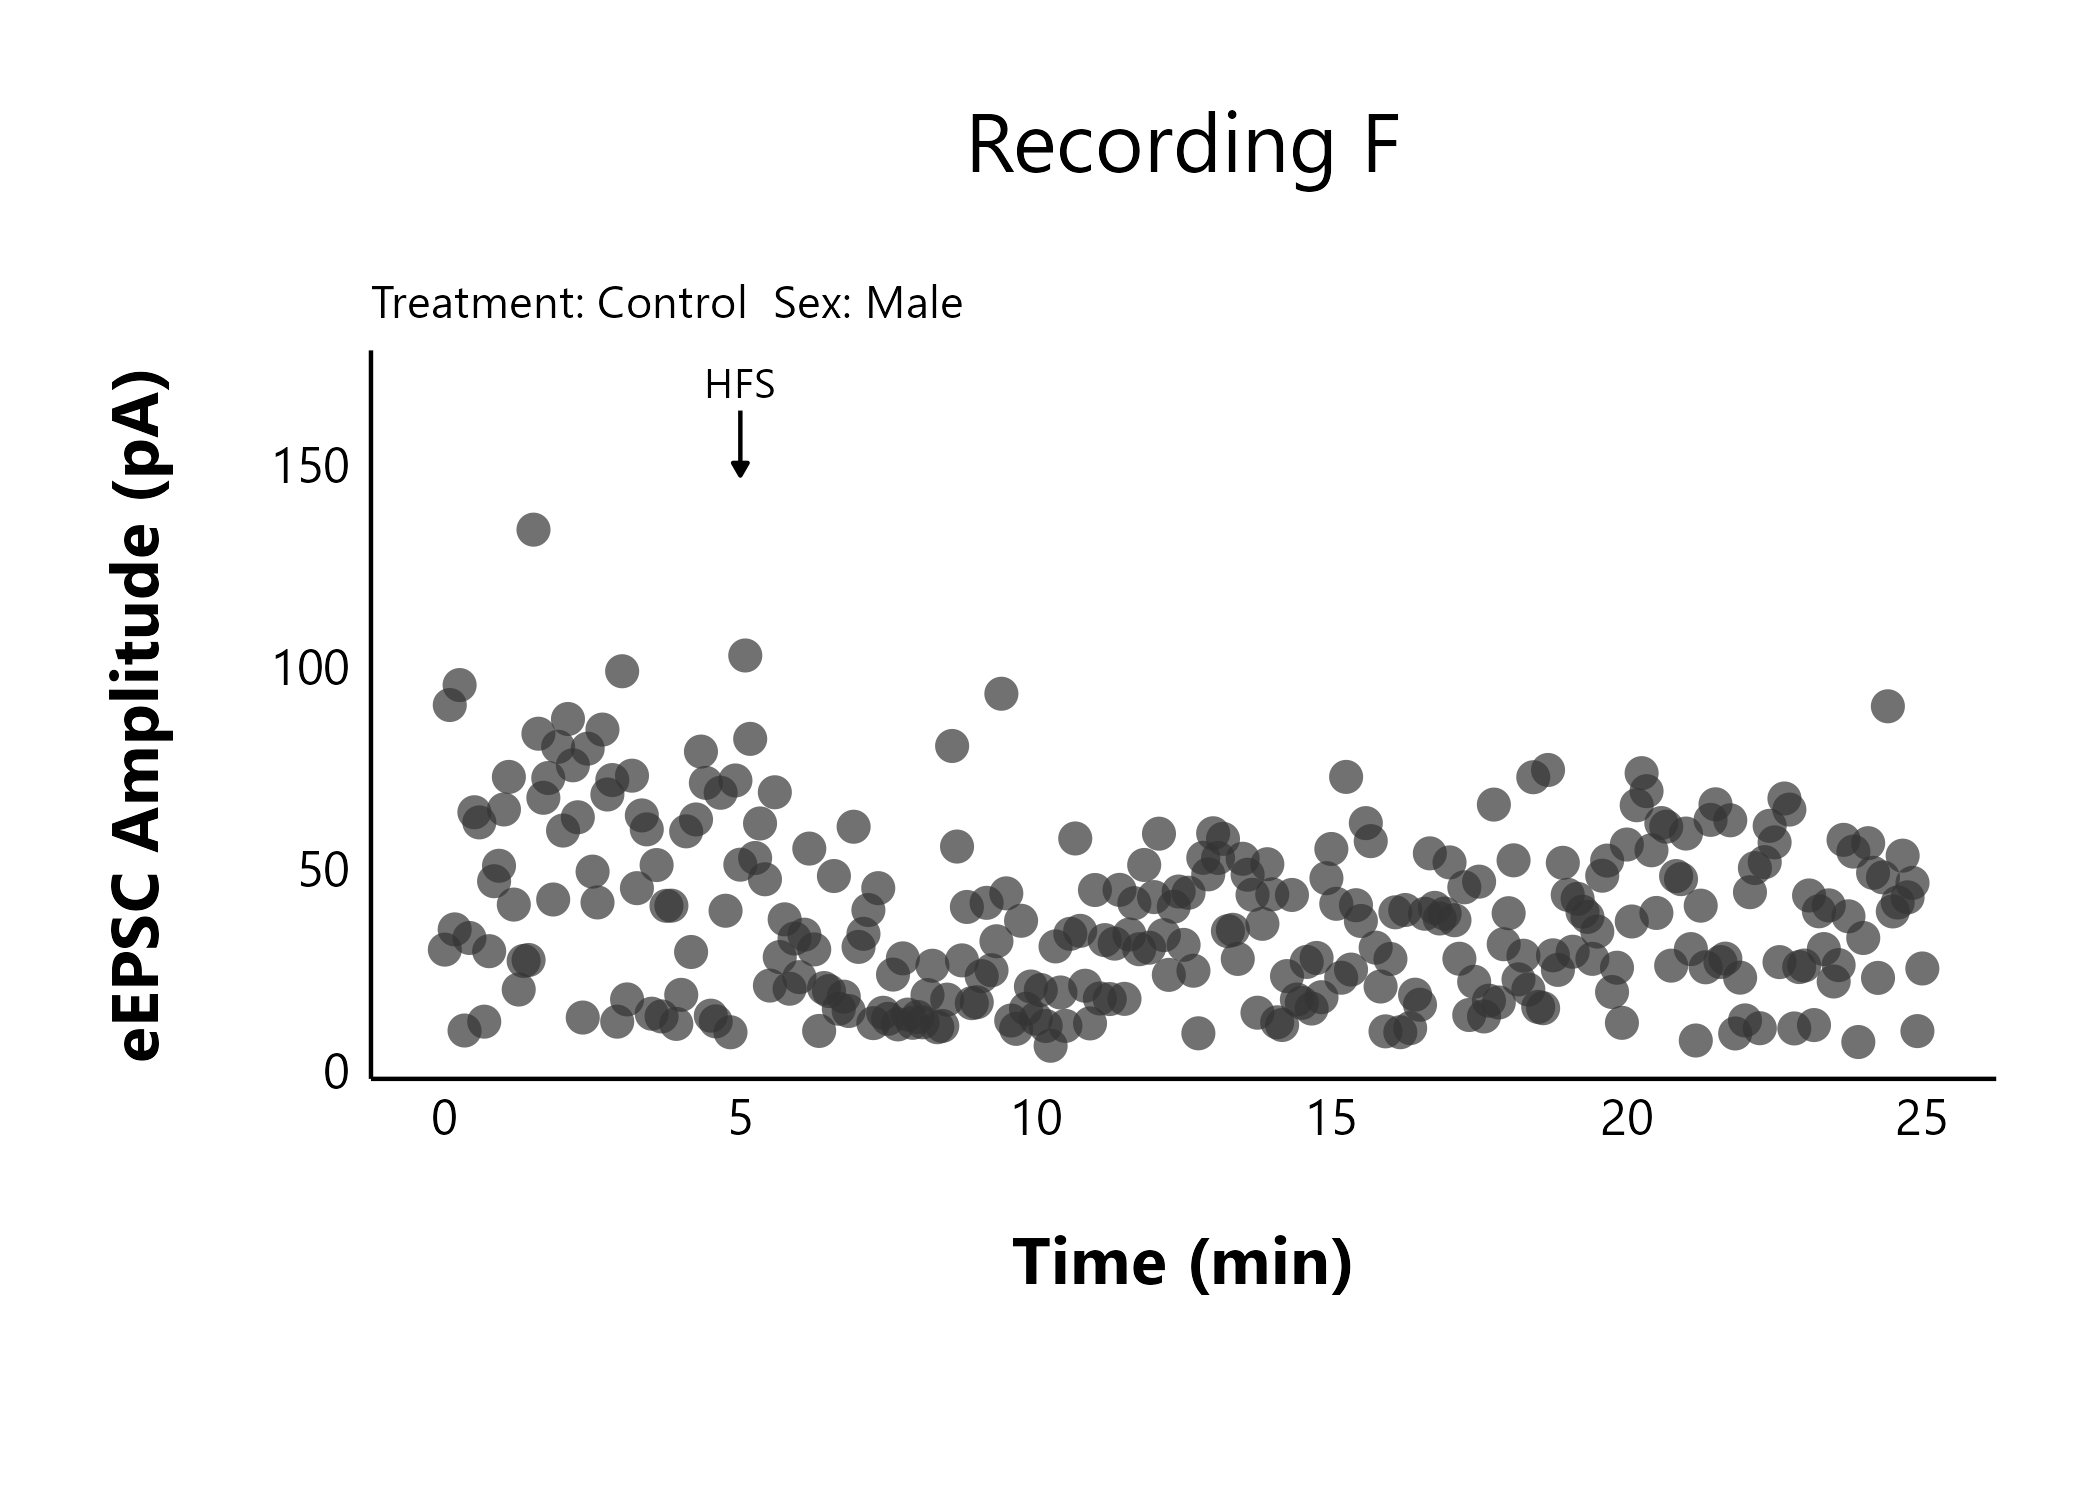 Recording F
Treatment: Control  Sex: Male
HFS
eEPSC Amplitude (pA)
150
100
50
0
0 5 10 15 20 25
Time (min)